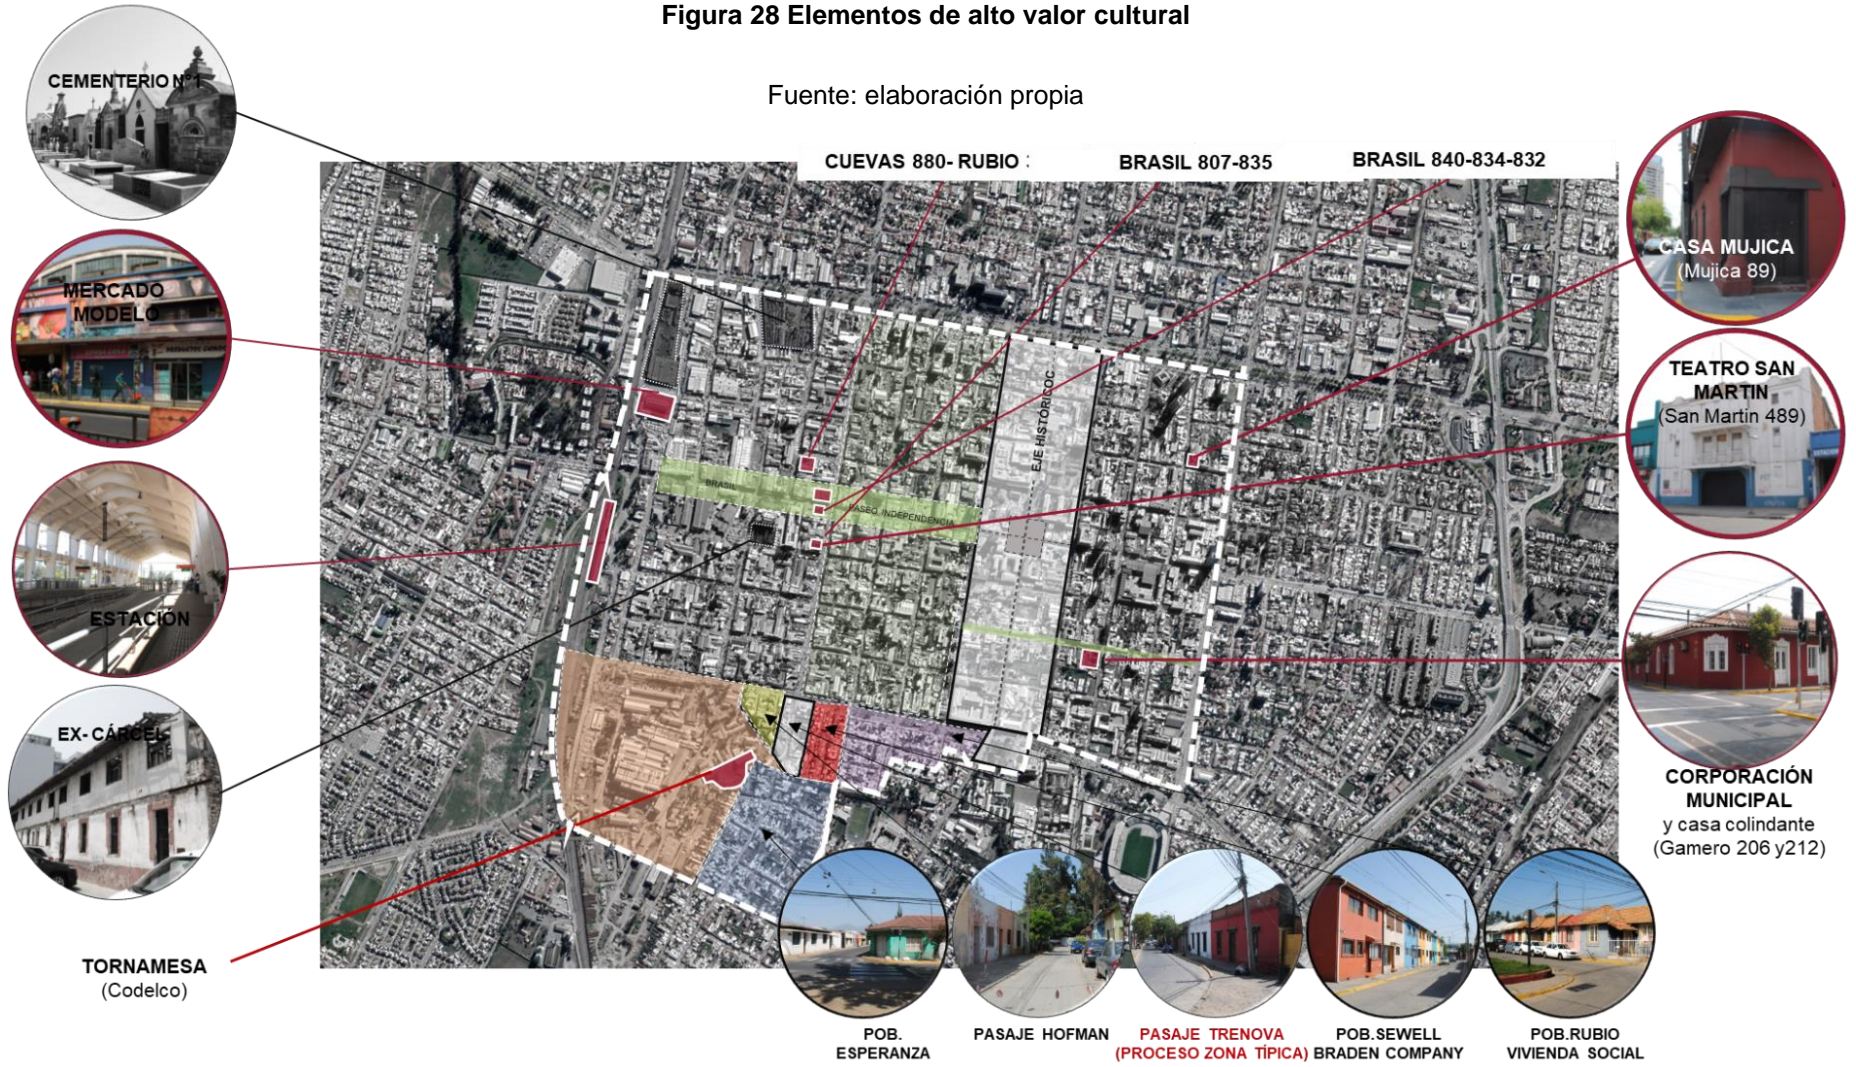 Figura 28 Elementos de alto valor cultural
Fuente: elaboración propia
CEMENTERIO N°1
CUEVAS 880- RUBIO :
BRASIL 807-835
BRASIL 840-834-832
CASA MUJICA
(Mujica 89)
MERCADO
MODELO
TEATRO SAN
MARTIN
(San Martin 489)
EJE HISTÓRICOC
BRASIL
PASEO INDEPENDENCIA
ESTACIÓN
EX- CÁRCEL
CORPORACIÓN
MUNICIPAL
y casa colindante
(Gamero 206 y212)
TORNAMESA
(Codelco)
POB.
ESPERANZA
PASAJE HOFMAN
PASAJE TRENOVA
(PROCESO ZONA TÍPICA)
POB.SEWELL
BRADEN COMPANY
POB.RUBIO
VIVIENDA SOCIAL